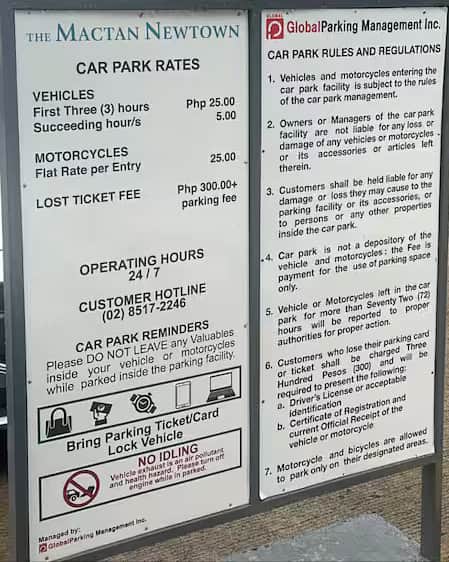 THE MACTAN NEWTOWN
CAR PARK RATES
VEHICLES
First Three (3) hours Php 25.00
Succeeding hour/s 5.00
MOTORCYCLES
Flat Rate per Entry 25.00
LOST TICKET FEE Php 300.00+
parking fee
OPERATING HOURS
24 / 7
CUSTOMER HOTLINE
(02) 8517-2246
CAR PARK REMINDERS
Please DO NOT LEAVE any Valuables
inside your vehicle or motorcycles
while parked inside the parking facility.
Bring Parking Ticket/Card
Lock Vehicle
NO IDLING
Vehicle exhaust is an air pollutant
and health hazard. Please turn off
engine while in parked.
Managed by:
GlobalParking Management Inc.
GLOBAL
GlobalParking Management Inc.
CAR PARK RULES AND REGULATIONS
1. Vehicles and motorcycles entering the
car park facility is subject to the rules
of the car park management.
2. Owners or Managers of the car park
facility are not liable for any loss or
damage of any vehicles or motorcycles
or its accessories or articles left
therein.
3. Customers shall be held liable for any
damage or loss they may cause to the
parking facility or its accessories, or
to persons or any other properties
inside the car park.
4. Car park is not a depository of the
vehicle and motorcycles : the Fee is
payment for the use of parking space
only.
5. Vehicle or Motorcycles left in the car
park for more than Seventy Two (72)
hours will be reported to proper
authorities for proper action.
6. Customers who lose their parking card
or ticket shall be charged Three
Hundred Pesos (300) and will be
required to present the following:
a. Driver's License or acceptable
identification
b. Certificate of Registration and
current Official Receipt of the
vehicle or motorcycle
7. Motorcycle and bicycles are allowed
to park only on their designated areas.